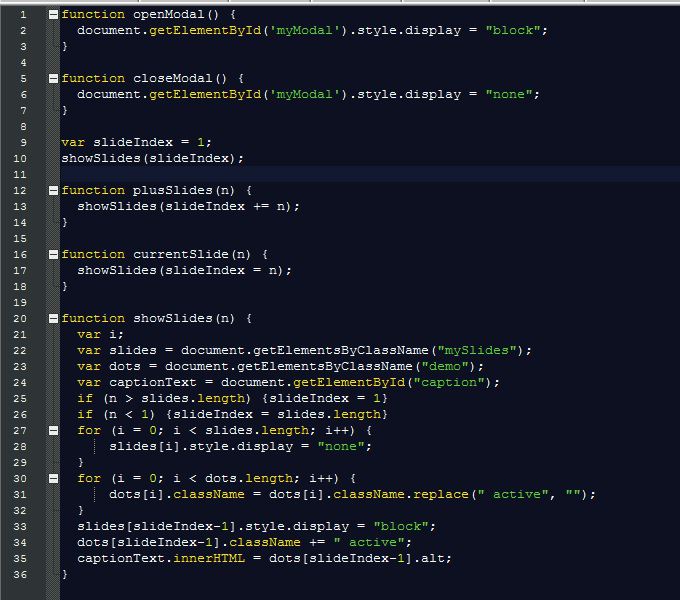 1 function openModal() {
2   document.getElementById('myModal').style.display = "block";
3 }
4
5 function closeModal() {
6   document.getElementById('myModal').style.display = "none";
7 }
8
9 var slideIndex = 1;
10 showSlides(slideIndex);
11
12 function plusSlides(n) {
13   showSlides(slideIndex += n);
14 }
15
16 function currentSlide(n) {
17   showSlides(slideIndex = n);
18 }
19
20 function showSlides(n) {
21   var i;
22   var slides = document.getElementsByClassName("mySlides");
23   var dots = document.getElementsByClassName("demo");
24   var captionText = document.getElementById("caption");
25   if (n > slides.length) {slideIndex = 1}
26   if (n < 1) {slideIndex = slides.length}
27   for (i = 0; i < slides.length; i++) {
28       slides[i].style.display = "none";
29   }
30   for (i = 0; i < dots.length; i++) {
31       dots[i].className = dots[i].className.replace(" active", "");
32   }
33   slides[slideIndex-1].style.display = "block";
34   dots[slideIndex-1].className += " active";
35   captionText.innerHTML = dots[slideIndex-1].alt;
36 }